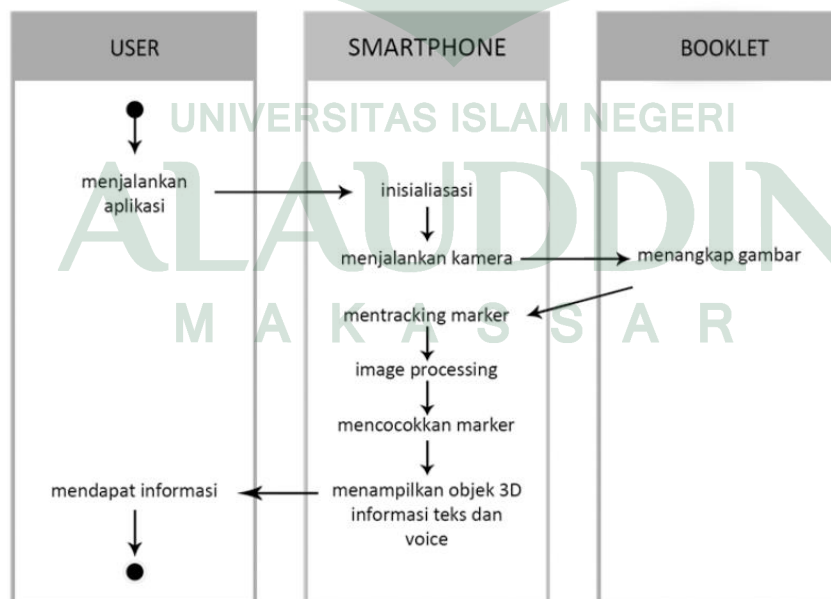 USER
SMARTPHONE
BOOKLET
UNIVERSITAS ISLAM NEGERI
ALAUDDIN
MAKASSAR
menjalankan
aplikasi
inisialiasasi
menjalankan kamera
menangkap gambar
mentracking marker
image processing
mencocokkan marker
menampilkan objek 3D
informasi teks dan
voice
mendapat informasi